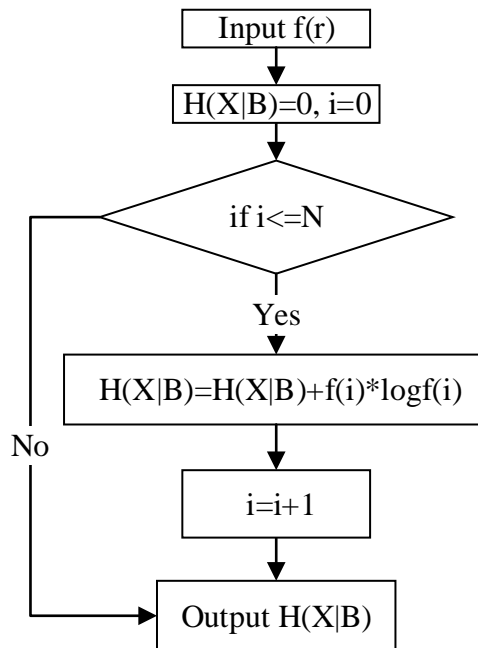 Input f(r)
H(X|B)=0, i=0
if i<=N
Yes
H(X|B)=H(X|B)+f(i)*logf(i)
No
i=i+1
Output H(X|B)